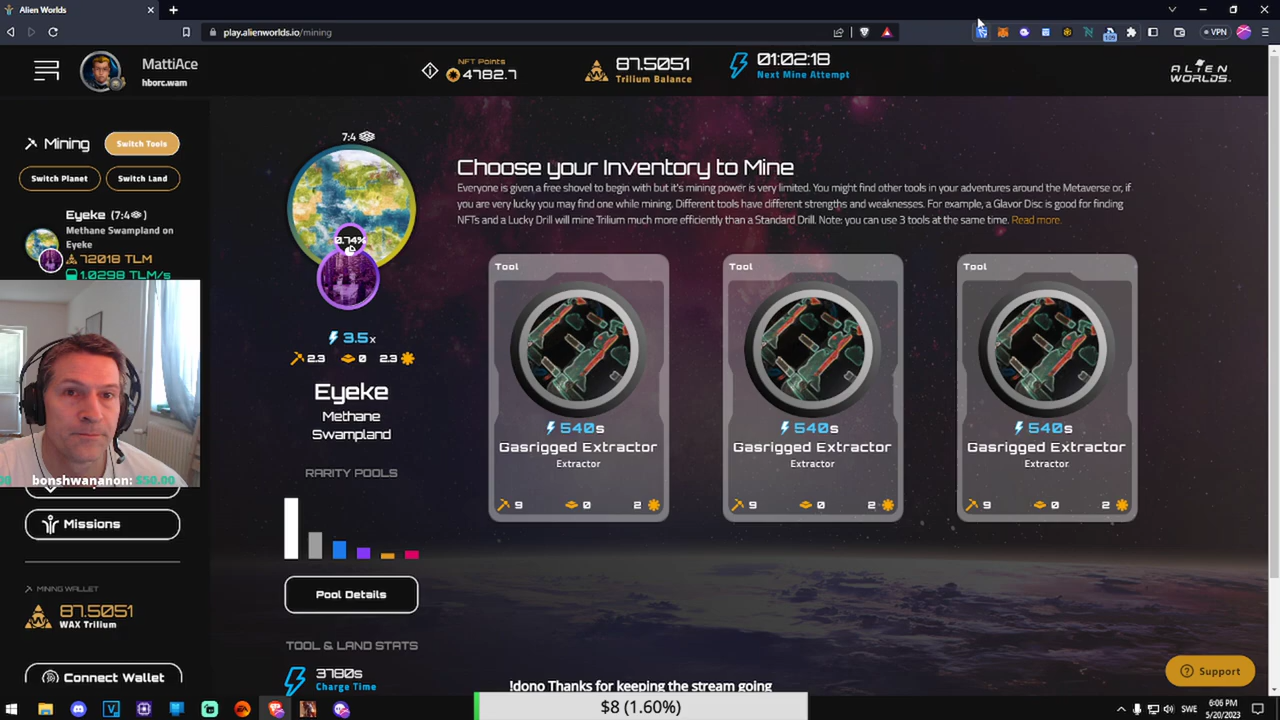 Alien Worlds
play.alienworlds.io/mining
VPN
MattiAce
hborc.wam
NFT Points
4782.7
87.5051
Trilium Balance
01:02:18
Next Mine Attempt
ALIEN
WORLDS
Mining
Switch Tools
Switch Planet
Switch Land
Eyeke (7:4)
Methane Swampland on
Eyeke
72018 TLM
1.0298 TLM/s
bonshwananon: $50.00
Missions
MINING WALLET
87.5051
WAX Trilium
Connect Wallet
7:4
0.74%
3.5x
2.3 0 2.3
Eyeke
Methane
Swampland
RARITY POOLS
Pool Details
TOOL & LAND STATS
3780s
Charge Time
Choose your Inventory to Mine
Everyone is given a free shovel to begin with but it's mining power is very limited. You might find other tools in your adventures around the Metaverse or, if
you are very lucky you may find one while mining. Different tools have different strengths and weaknesses. For example, a Glavor Disc is good for finding
NFTs and a Lucky Drill will mine Trilium much more efficiently than a Standard Drill. Note: you can use 3 tools at the same time. Read more.
Tool
540s
Gasrigged Extractor
Extractor
9 0 2
Tool
540s
Gasrigged Extractor
Extractor
9 0 2
Tool
540s
Gasrigged Extractor
Extractor
9 0 2
Support
!dono Thanks for keeping the stream going
$8 (1.60%)
SWE
6:06 PM
5/20/2023